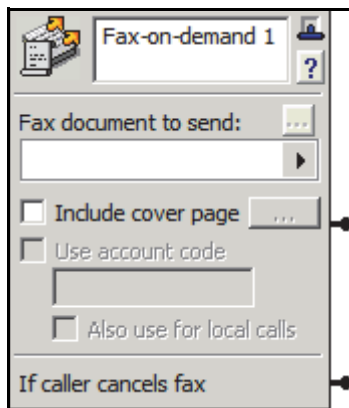 Fax-on-demand 1
?
Fax document to send: ...
Include cover page ...
Use account code
Also use for local calls
If caller cancels fax